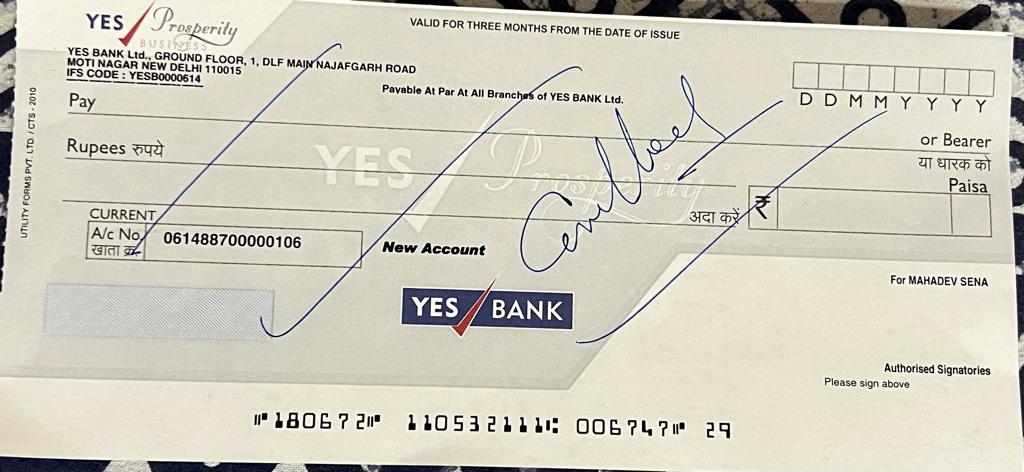 YES Prosperity
BUSINESS
VALID FOR THREE MONTHS FROM THE DATE OF ISSUE
YES BANK Ltd., GROUND FLOOR, 1, DLF MAIN NAJAFGARH ROAD
MOTI NAGAR NEW DELHI 110015
IFS CODE : YESB0000614
Payable At Par At All Branches of YES BANK Ltd.
D D M M Y Y Y Y
Pay
or Bearer
या धारक को
Rupees रुपये
YES Prosperity
Paisa
अदा करें ₹
CURRENT
A/c No.
खाता क्र.
061488700000106
New Account
Cancelled
For MAHADEV SENA
YES BANK
Authorised Signatories
Please sign above
⑈180672⑈ 110532111⑆ 006747⑈ 29
UTILITY FORMS PVT. LTD. / CTS - 2010